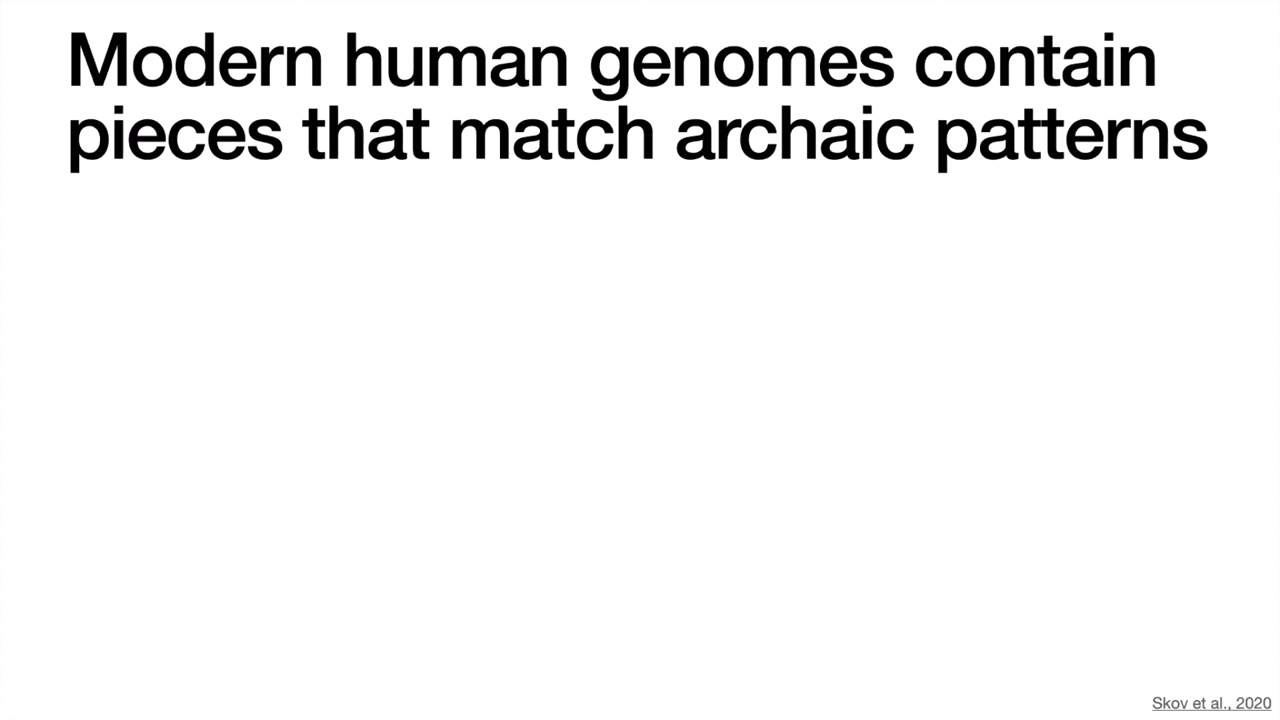 Modern human genomes contain
pieces that match archaic patterns
Skov et al., 2020